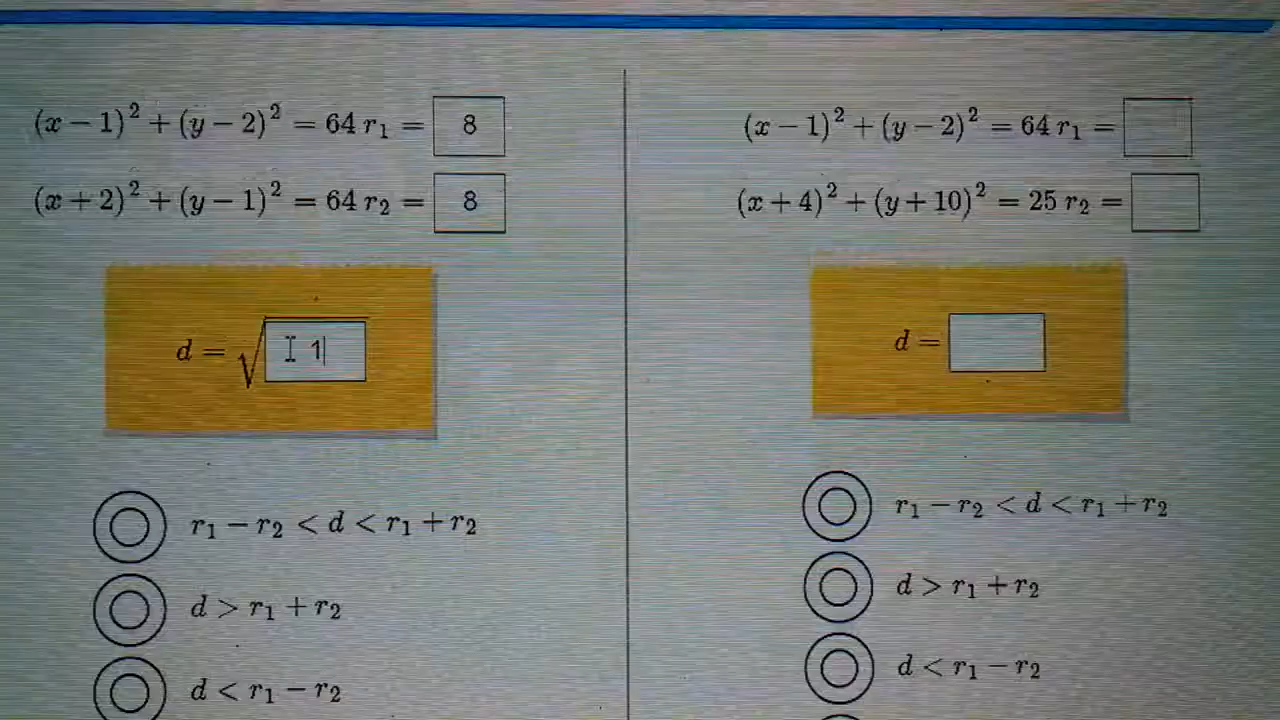 (x − 1)² + (y − 2)² = 64 r₁ = 8
(x + 2)² + (y − 1)² = 64 r₂ = 8
d = √1
r₁ − r₂ < d < r₁ + r₂
d > r₁ + r₂
d < r₁ − r₂
(x − 1)² + (y − 2)² = 64 r₁ =
(x + 4)² + (y + 10)² = 25 r₂ =
d =
r₁ − r₂ < d < r₁ + r₂
d > r₁ + r₂
d < r₁ − r₂